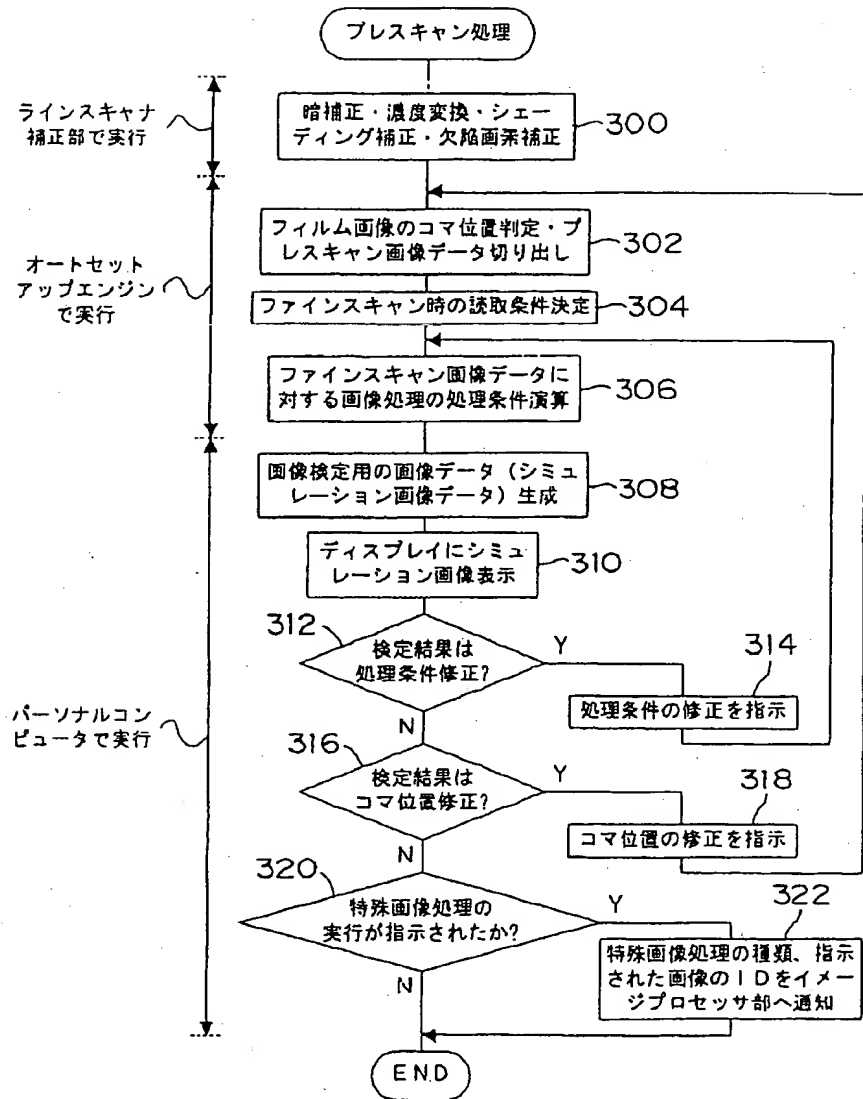 プレスキャン処理
ラインスキャナ
補正部で実行
暗補正・濃度変換・シェー
ディング補正・欠陥画素補正
300
フィルム画像のコマ位置判定・プ
レスキャン画像データ切り出し
302
オートセット
アップエンジン
で実行
ファインスキャン時の読取条件決定
304
ファインスキャン画像データに
対する画像処理の処理条件演算
306
画像検定用の画像データ(シミュ
レーション画像データ)生成
308
ディスプレイにシミュ
レーション画像表示
310
312
検定結果は
処理条件修正?
Y
314
処理条件の修正を指示
N
パーソナルコン
ピュータで実行
316
検定結果は
コマ位置修正?
Y
318
コマ位置の修正を指示
N
320
特殊画像処理の
実行が指示されたか?
Y
322
特殊画像処理の種類、指示
された画像のIDをイメー
ジプロセッサ部へ通知
N
END